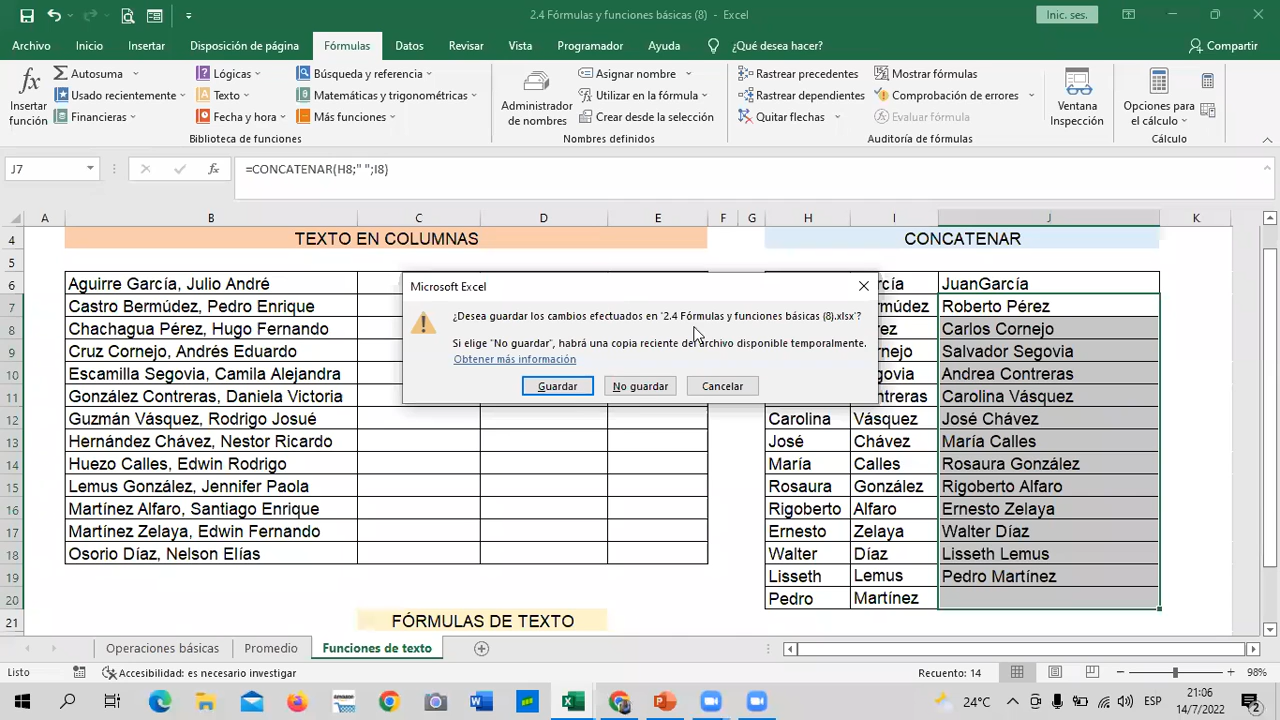 2.4 Fórmulas y funciones básicas (8) - Excel
Inic. ses.
Archivo Inicio Insertar Disposición de página Fórmulas Datos Revisar Vista Programador Ayuda ¿Qué desea hacer? Compartir
Insertar función
Autosuma
Usado recientemente
Financieras
Lógicas
Texto
Fecha y hora
Búsqueda y referencia
Matemáticas y trigonométricas
Más funciones
Biblioteca de funciones
Administrador de nombres
Asignar nombre
Utilizar en la fórmula
Crear desde la selección
Nombres definidos
Rastrear precedentes
Rastrear dependientes
Quitar flechas
Mostrar fórmulas
Comprobación de errores
Evaluar fórmula
Auditoría de fórmulas
Ventana Inspección
Opciones para el cálculo
Cálculo
J7 fx =CONCATENAR(H8;" ";I8)
A B C D E F G H I J K
4 TEXTO EN COLUMNAS CONCATENAR
5
6 Aguirre García, Julio André rcía JuanGarcía
7 Castro Bermúdez, Pedro Enrique múdez Roberto Pérez
8 Chachagua Pérez, Hugo Fernando rez Carlos Cornejo
9 Cruz Cornejo, Andrés Eduardo nejo Salvador Segovia
10 Escamilla Segovia, Camila Alejandra govia Andrea Contreras
11 González Contreras, Daniela Victoria treras Carolina Vásquez
12 Guzmán Vásquez, Rodrigo Josué Carolina Vásquez José Chávez
13 Hernández Chávez, Nestor Ricardo José Chávez María Calles
14 Huezo Calles, Edwin Rodrigo María Calles Rosaura González
15 Lemus González, Jennifer Paola Rosaura González Rigoberto Alfaro
16 Martínez Alfaro, Santiago Enrique Rigoberto Alfaro Ernesto Zelaya
17 Martínez Zelaya, Edwin Fernando Ernesto Zelaya Walter Díaz
18 Osorio Díaz, Nelson Elías Walter Díaz Lisseth Lemus
19 Lisseth Lemus Pedro Martínez
20 Pedro Martínez
21 FÓRMULAS DE TEXTO
Microsoft Excel
¿Desea guardar los cambios efectuados en '2.4 Fórmulas y funciones básicas (8).xlsx'?
Si elige "No guardar", habrá una copia reciente del archivo disponible temporalmente.
Obtener más información
Guardar No guardar Cancelar
Operaciones básicas Promedio Funciones de texto
Listo Accesibilidad: es necesario investigar Recuento: 14 98%
24°C ESP 21:06
14/7/2022 2